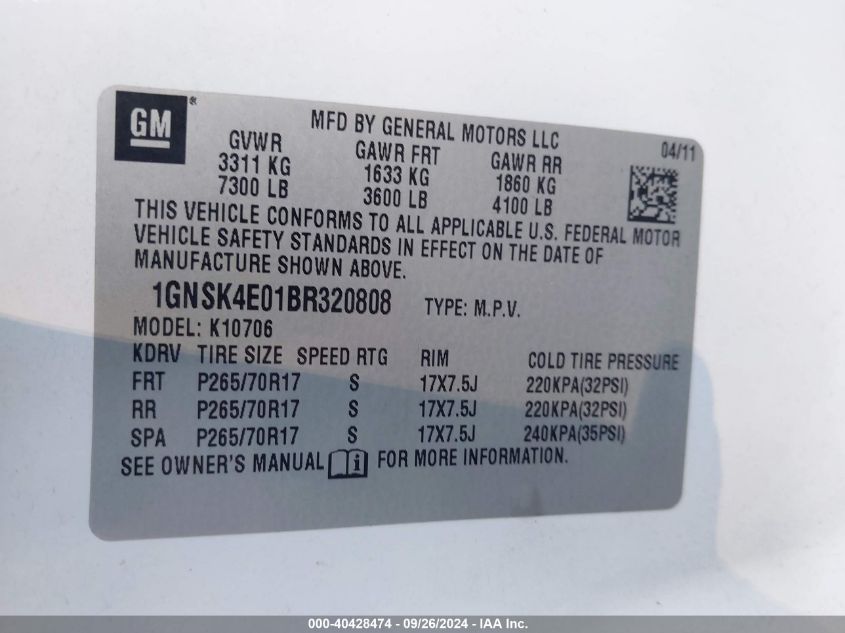 GM
MFD BY GENERAL MOTORS LLC
04/11
GVWR GAWR FRT GAWR RR
3311 KG 1633 KG 1860 KG
7300 LB 3600 LB 4100 LB
THIS VEHICLE CONFORMS TO ALL APPLICABLE U.S. FEDERAL MOTOR
VEHICLE SAFETY STANDARDS IN EFFECT ON THE DATE OF
MANUFACTURE SHOWN ABOVE.
1GNSK4E01BR320808 TYPE: M.P.V.
MODEL: K10706
KDRV TIRE SIZE SPEED RTG RIM COLD TIRE PRESSURE
FRT P265/70R17 S 17X7.5J 220KPA(32PSI)
RR P265/70R17 S 17X7.5J 220KPA(32PSI)
SPA P265/70R17 S 17X7.5J 240KPA(35PSI)
SEE OWNER'S MANUAL i FOR MORE INFORMATION.
000-40428474 - 09/26/2024 - IAA Inc.